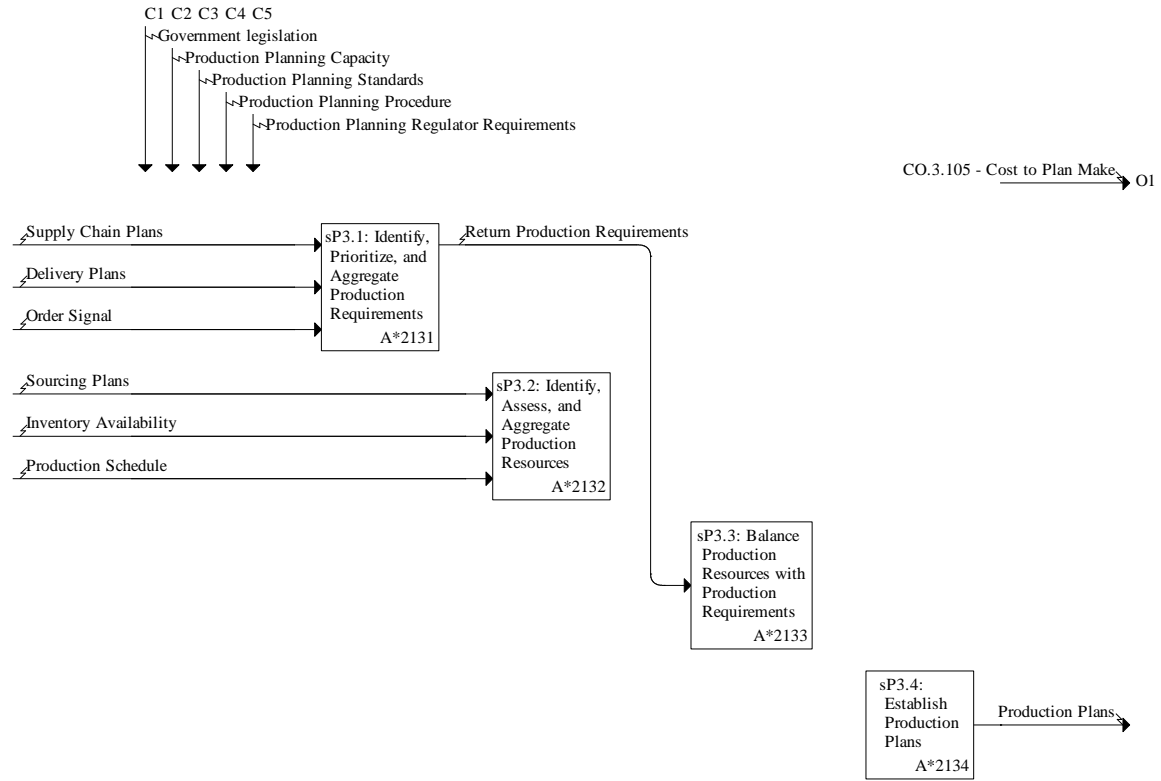 C1 C2 C3 C4 C5
Government legislation
Production Planning Capacity
Production Planning Standards
Production Planning Procedure
Production Planning Regulator Requirements
CO.3.105 - Cost to Plan Make
O1
Supply Chain Plans
Delivery Plans
Order Signal
sP3.1: Identify,
Prioritize, and
Aggregate
Production
Requirements
A*2131
Return Production Requirements
Sourcing Plans
Inventory Availability
Production Schedule
sP3.2: Identify,
Assess, and
Aggregate
Production
Resources
A*2132
sP3.3: Balance
Production
Resources with
Production
Requirements
A*2133
sP3.4:
Establish
Production
Plans
A*2134
Production Plans